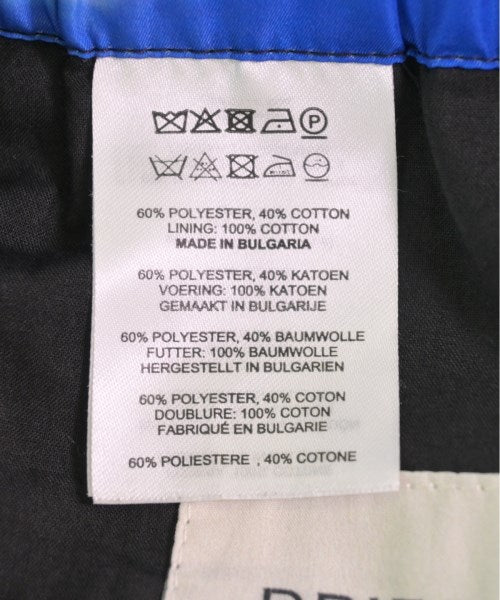 P
60% POLYESTER, 40% COTTON
LINING: 100% COTTON
MADE IN BULGARIA
60% POLYESTER, 40% KATOEN
VOERING: 100% KATOEN
GEMAAKT IN BULGARIJE
60% POLYESTER, 40% BAUMWOLLE
FUTTER: 100% BAUMWOLLE
HERGESTELLT IN BULGARIEN
60% POLYESTER, 40% COTON
DOUBLURE: 100% COTON
FABRIQUÉ EN BULGARIE
60% POLIESTERE , 40% COTONE